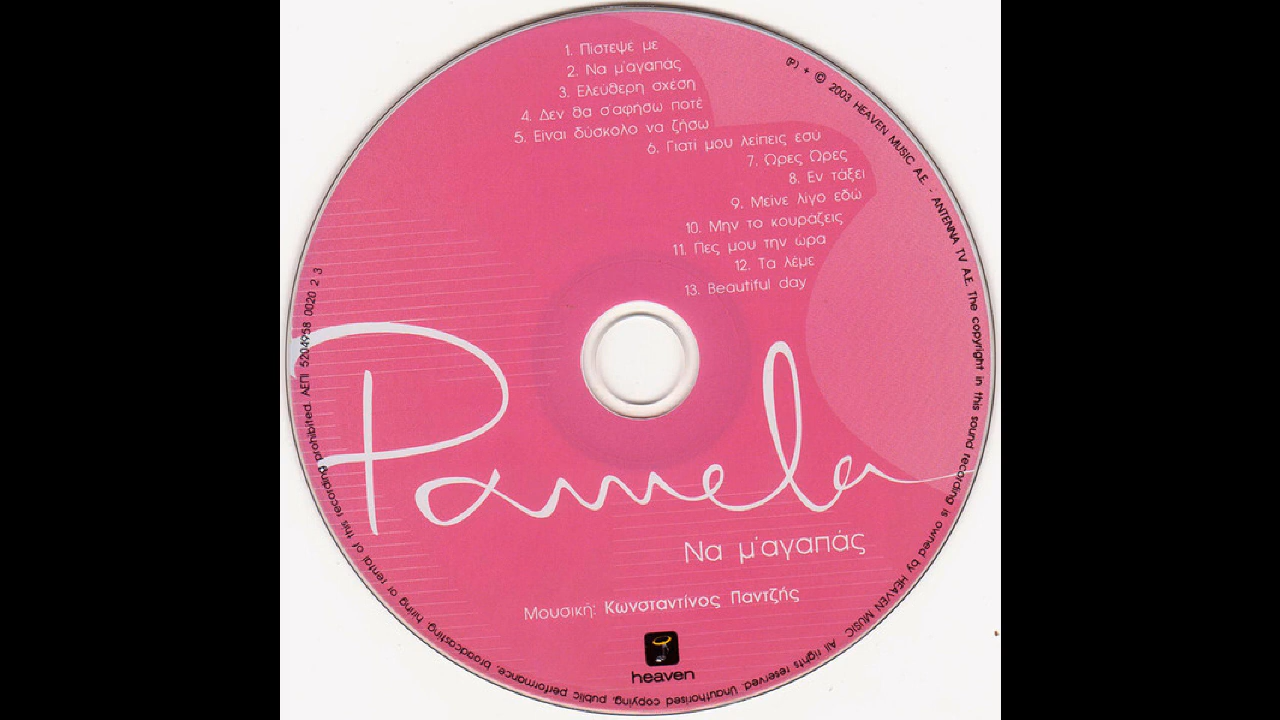 1. Πίστεψέ με
2. Να μ'αγαπάς
3. Ελεύθερη σχέση
4. Δεν θα σ'αφήσω ποτέ
5. Είναι δύσκολο να ζήσω
6. Γιατί μου λείπεις εσύ
7. Ώρες Ώρες
8. Εν τάξει
9. Μείνε λίγο εδώ
10. Μην το κουράζεις
11. Πες μου την ώρα
12. Τα λέμε
13. Beautiful day
Pamela
Να μ'αγαπάς
Μουσική: Κωνσταντίνος Παντζής
heaven
(P) + © 2003 HEAVEN MUSIC A.E. - ANTENNA TV A.E. The copyright in this sound recording is owned by HEAVEN MUSIC All rights reserved. Unauthorised copying, public performance, broadcasting, hiring or rental of this recording prohibited. ΑΕΠΙ 5204958 0020 2 3